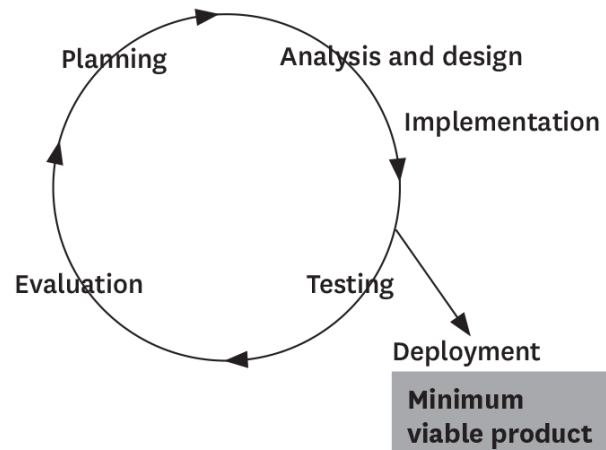 Planning
Analysis and design
Implementation
Evaluation
Testing
Deployment
Minimum
viable product